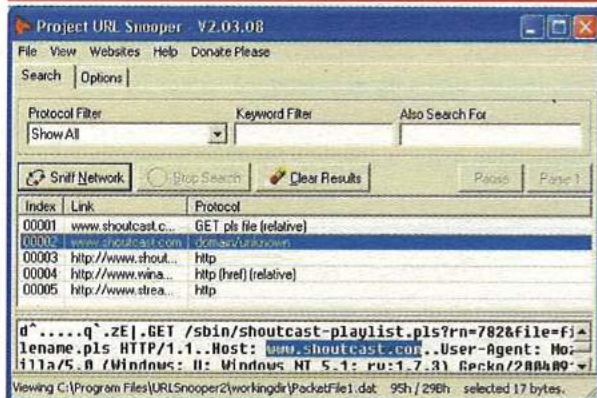 Project URL Snooper V2.03.08
File View Websites Help Donate Please
Search Options
Protocol Filter Keyword Filter Also Search For
Show All
Sniff Network Stop Search Clear Results Pause Parse 1
Index Link Protocol
00001 www.shoutcast.c... GET pls file (relative)
00002 www.shoutcast.com domain/unknown
00003 http://www.shout... http
00004 http://www.wina... http (href) (relative)
00005 http://www.strea... http
d^.....q`.zE|.GET /sbin/shoutcast-playlist.pls?rn=782&file=fi
lename.pls HTTP/1.1..Host: www.shoutcast.com..User-Agent: Moz
illa/5.0 (Windows; U; Windows NT 5.1; rv:1.7.3) Gecko/200409
Viewing C:\Program Files\URLSnooper2\workingdir\PacketFile1.dat 95h / 29Bh selected 17 bytes.